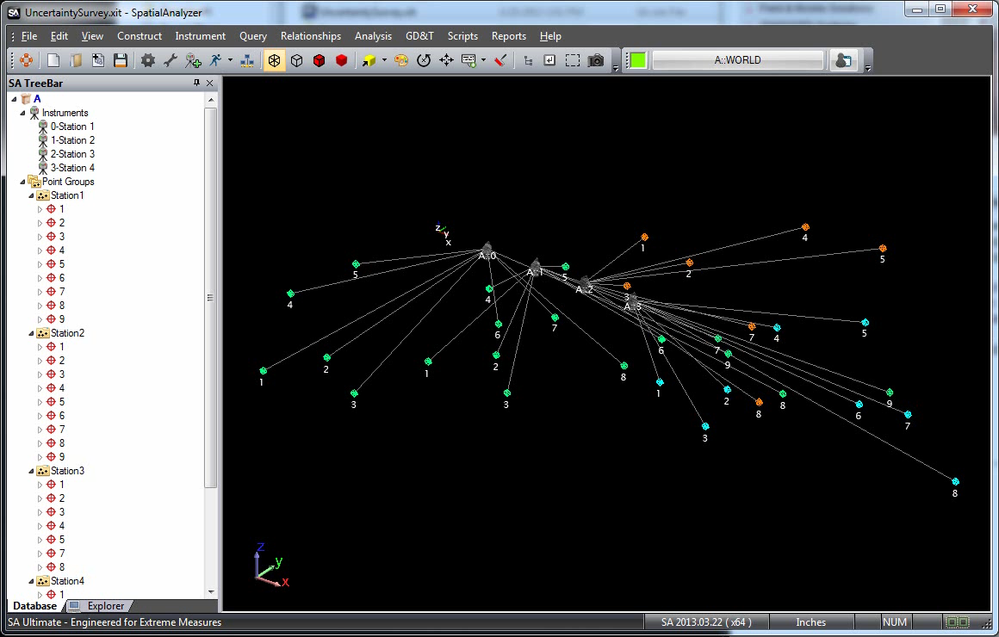 UncertaintySurvey.xit - SpatialAnalyzer
File Edit View Construct Instrument Query Relationships Analysis GD&T Scripts Reports Help
A::WORLD
SA TreeBar
A
Instruments
0-Station 1
1-Station 2
2-Station 3
3-Station 4
Point Groups
Station1
1
2
3
4
5
6
7
8
9
Station2
1
2
3
4
5
6
7
8
9
Station3
1
2
3
4
5
7
8
Station4
1
Database Explorer
z
y
x
A::0
A::1
A::2
A::3
1
4
2
5
3
5
4
5
4
6
7
7
4
5
6
7
9
1
2
3
1
2
3
8
1
2
8
8
9
6
7
3
8
Z
y
x
SA Ultimate - Engineered for Extreme Measures
SA 2013.03.22 ( x64 )
Inches
NUM